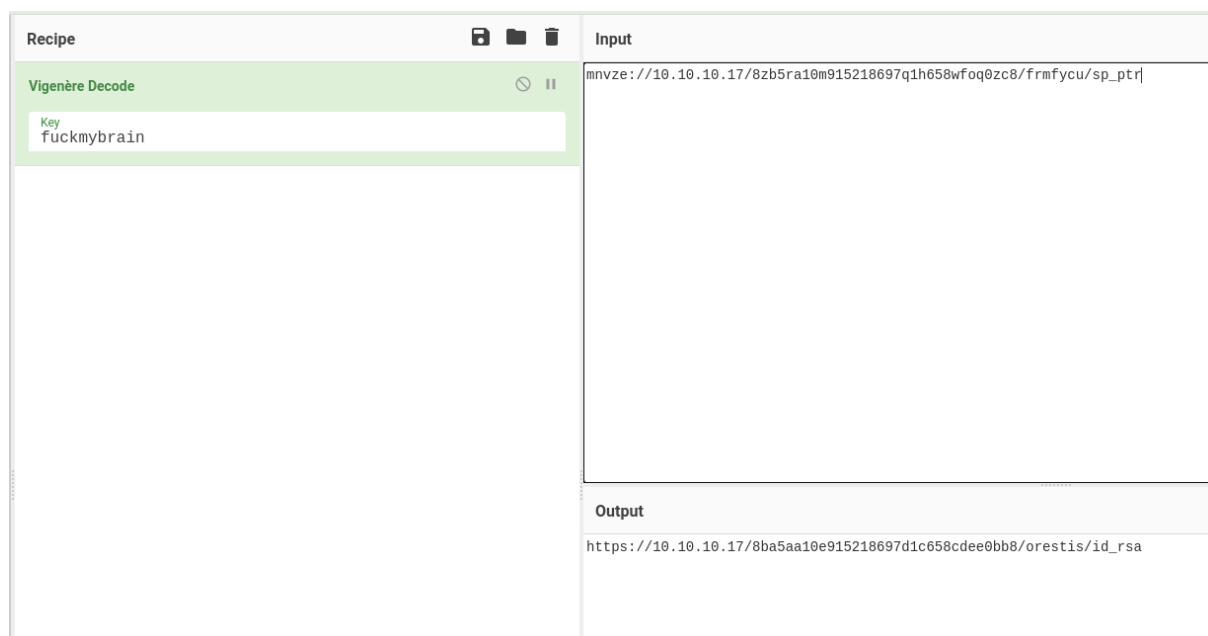 Recipe
Vigenère Decode
Key
fuckmybrain
Input
mnvze://10.10.10.17/8zb5ra10m915218697q1h658wfoq0zc8/frmfycu/sp_ptr
Output
https://10.10.10.17/8ba5aa10e915218697d1c658cdee0bb8/orestis/id_rsa